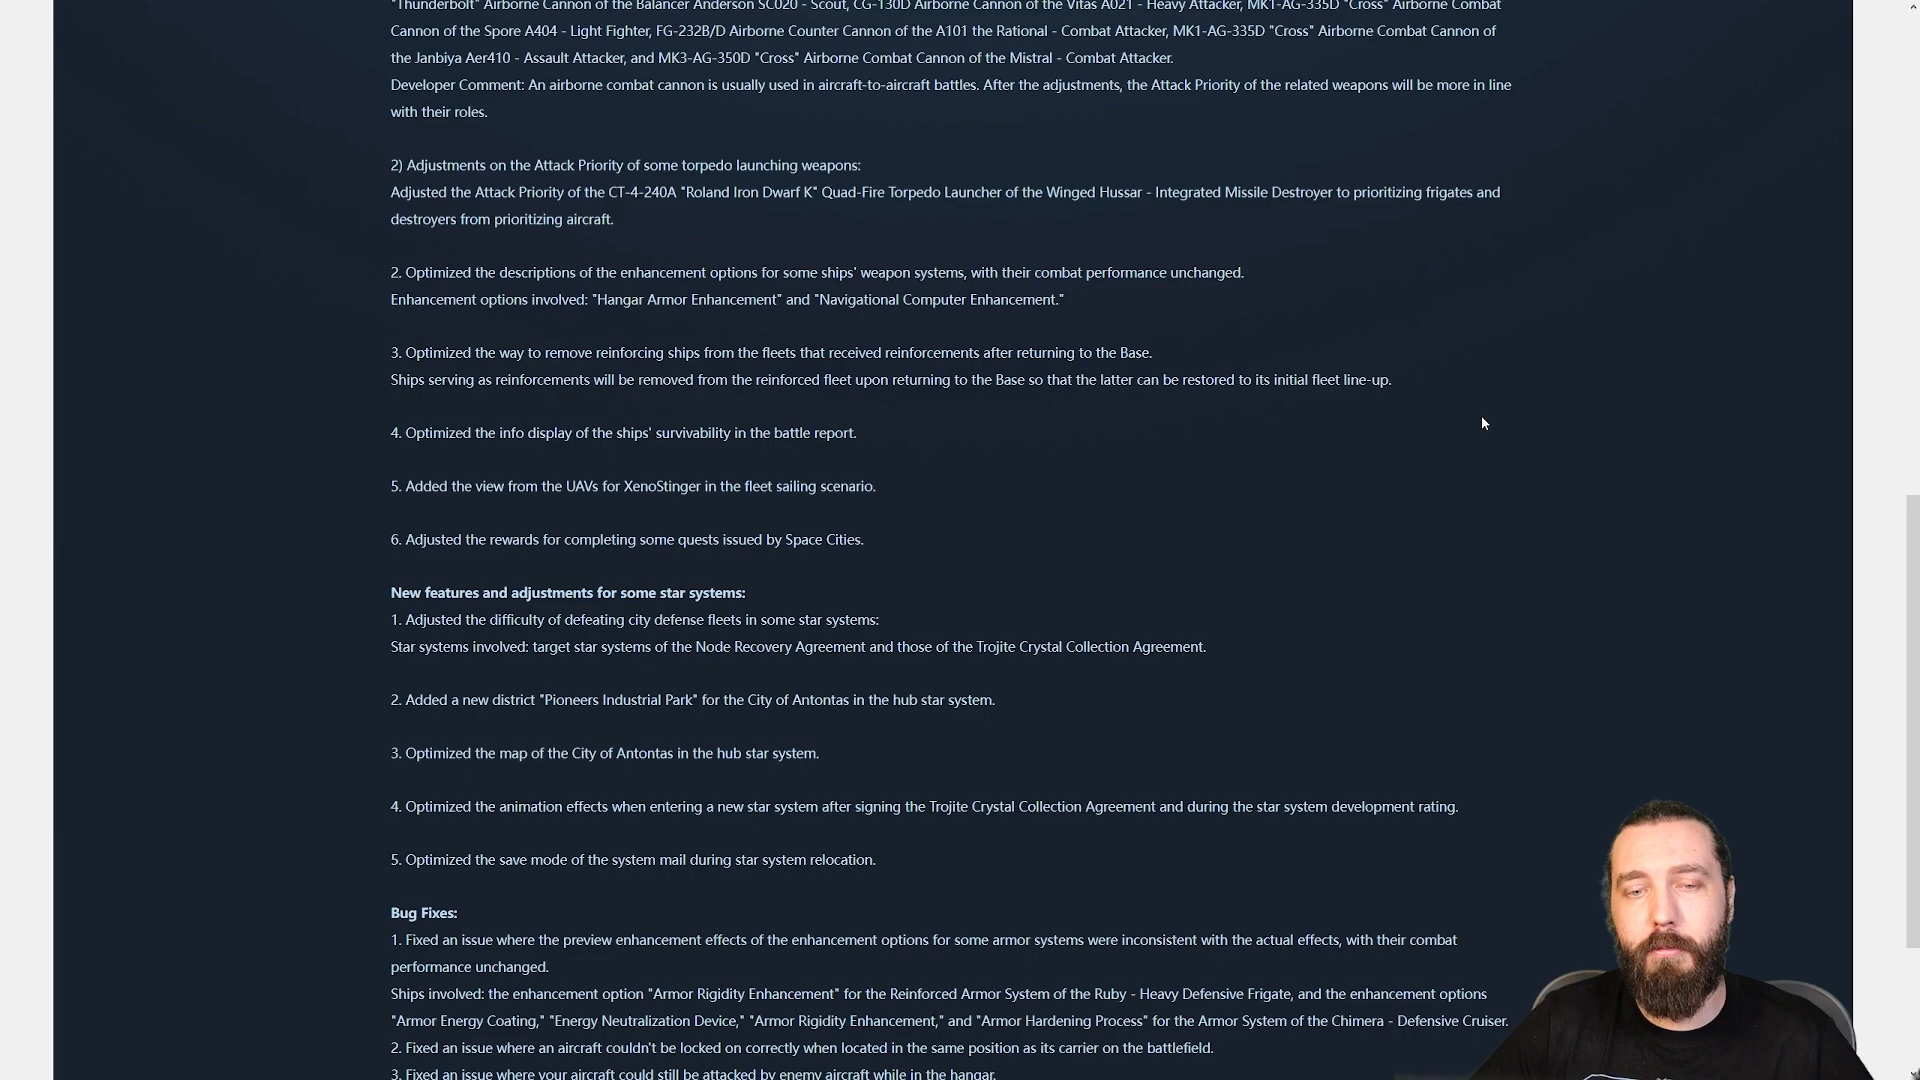 "Thunderbolt" Airborne Cannon of the Balancer Anderson SC020 - Scout, CG-130D Airborne Cannon of the Vitas A021 - Heavy Attacker, MK1-AG-335D "Cross" Airborne Combat
Cannon of the Spore A404 - Light Fighter, FG-232B/D Airborne Counter Cannon of the A101 the Rational - Combat Attacker, MK1-AG-335D "Cross" Airborne Combat Cannon of
the Janbiya Aer410 - Assault Attacker, and MK3-AG-350D "Cross" Airborne Combat Cannon of the Mistral - Combat Attacker.
Developer Comment: An airborne combat cannon is usually used in aircraft-to-aircraft battles. After the adjustments, the Attack Priority of the related weapons will be more in line
with their roles.
2) Adjustments on the Attack Priority of some torpedo launching weapons:
Adjusted the Attack Priority of the CT-4-240A "Roland Iron Dwarf K" Quad-Fire Torpedo Launcher of the Winged Hussar - Integrated Missile Destroyer to prioritizing frigates and
destroyers from prioritizing aircraft.
2. Optimized the descriptions of the enhancement options for some ships' weapon systems, with their combat performance unchanged.
Enhancement options involved: "Hangar Armor Enhancement" and "Navigational Computer Enhancement."
3. Optimized the way to remove reinforcing ships from the fleets that received reinforcements after returning to the Base.
Ships serving as reinforcements will be removed from the reinforced fleet upon returning to the Base so that the latter can be restored to its initial fleet line-up.
4. Optimized the info display of the ships' survivability in the battle report.
5. Added the view from the UAVs for XenoStinger in the fleet sailing scenario.
6. Adjusted the rewards for completing some quests issued by Space Cities.
New features and adjustments for some star systems:
1. Adjusted the difficulty of defeating city defense fleets in some star systems:
Star systems involved: target star systems of the Node Recovery Agreement and those of the Trojite Crystal Collection Agreement.
2. Added a new district "Pioneers Industrial Park" for the City of Antontas in the hub star system.
3. Optimized the map of the City of Antontas in the hub star system.
4. Optimized the animation effects when entering a new star system after signing the Trojite Crystal Collection Agreement and during the star system development rating.
5. Optimized the save mode of the system mail during star system relocation.
Bug Fixes:
1. Fixed an issue where the preview enhancement effects of the enhancement options for some armor systems were inconsistent with the actual effects, with their combat
performance unchanged.
Ships involved: the enhancement option "Armor Rigidity Enhancement" for the Reinforced Armor System of the Ruby - Heavy Defensive Frigate, and the enhancement options
"Armor Energy Coating," "Energy Neutralization Device," "Armor Rigidity Enhancement," and "Armor Hardening Process" for the Armor System of the Chimera - Defensive Cruiser.
2. Fixed an issue where an aircraft couldn't be locked on correctly when located in the same position as its carrier on the battlefield.
3. Fixed an issue where your aircraft could still be attacked by enemy aircraft while in the hangar.